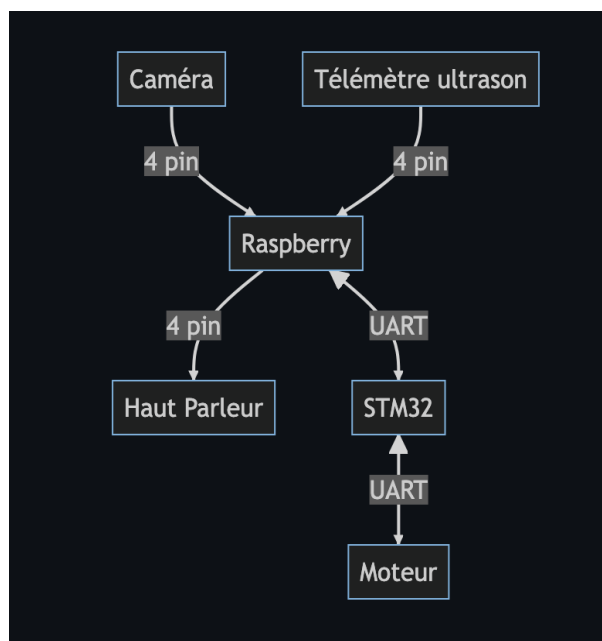 Caméra
Télémètre ultrason
4 pin
4 pin
Raspberry
4 pin
UART
Haut Parleur
STM32
UART
Moteur